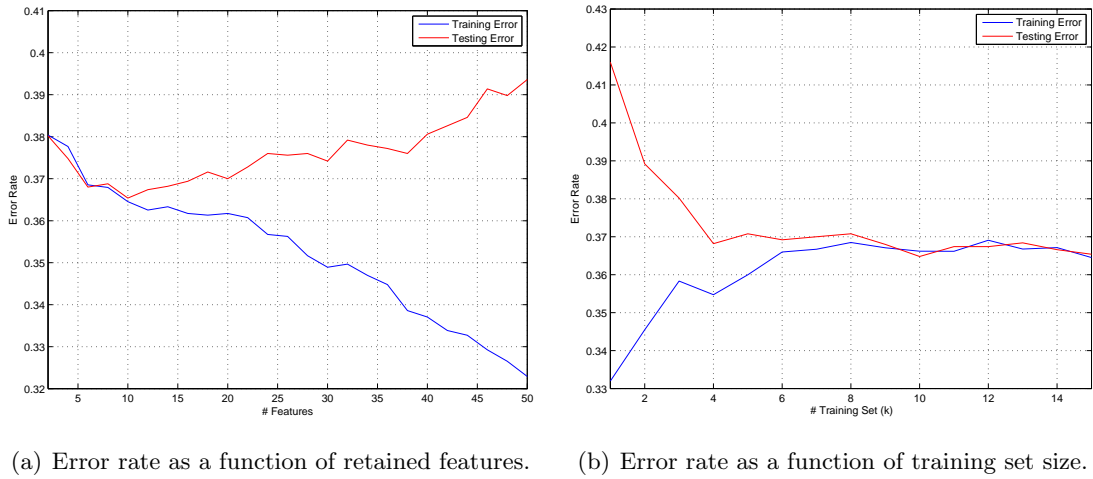 0.41
0.4
0.39
0.38
0.37
0.36
0.35
0.34
0.33
0.32
Error Rate
5 10 15 20 25 30 35 40 45 50
# Features
Training Error
Testing Error
(a) Error rate as a function of retained features.
0.43
0.42
0.41
0.4
0.39
0.38
0.37
0.36
0.35
0.34
0.33
Error Rate
2 4 6 8 10 12 14
# Training Set (k)
Training Error
Testing Error
(b) Error rate as a function of training set size.